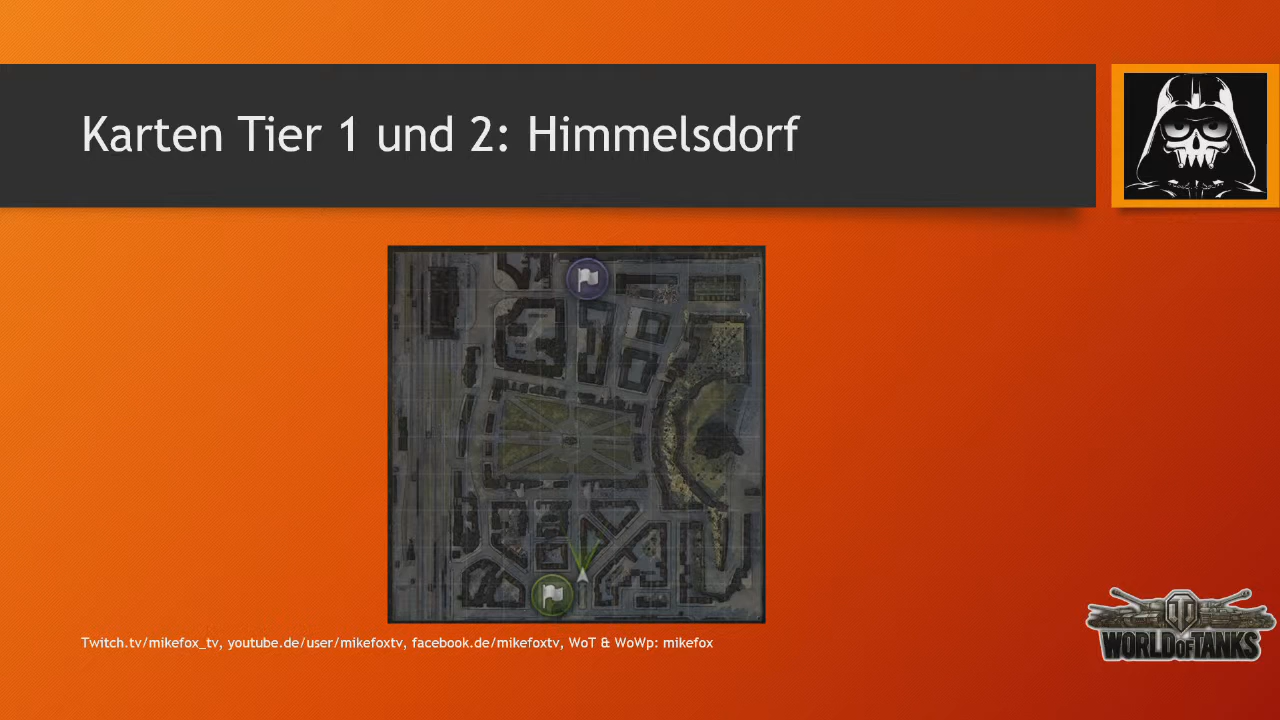 Karten Tier 1 und 2: Himmelsdorf
Twitch.tv/mikefox_tv, youtube.de/user/mikefoxtv, facebook.de/mikefoxtv, WoT & WoWp: mikefox
WORLD OF TANKS